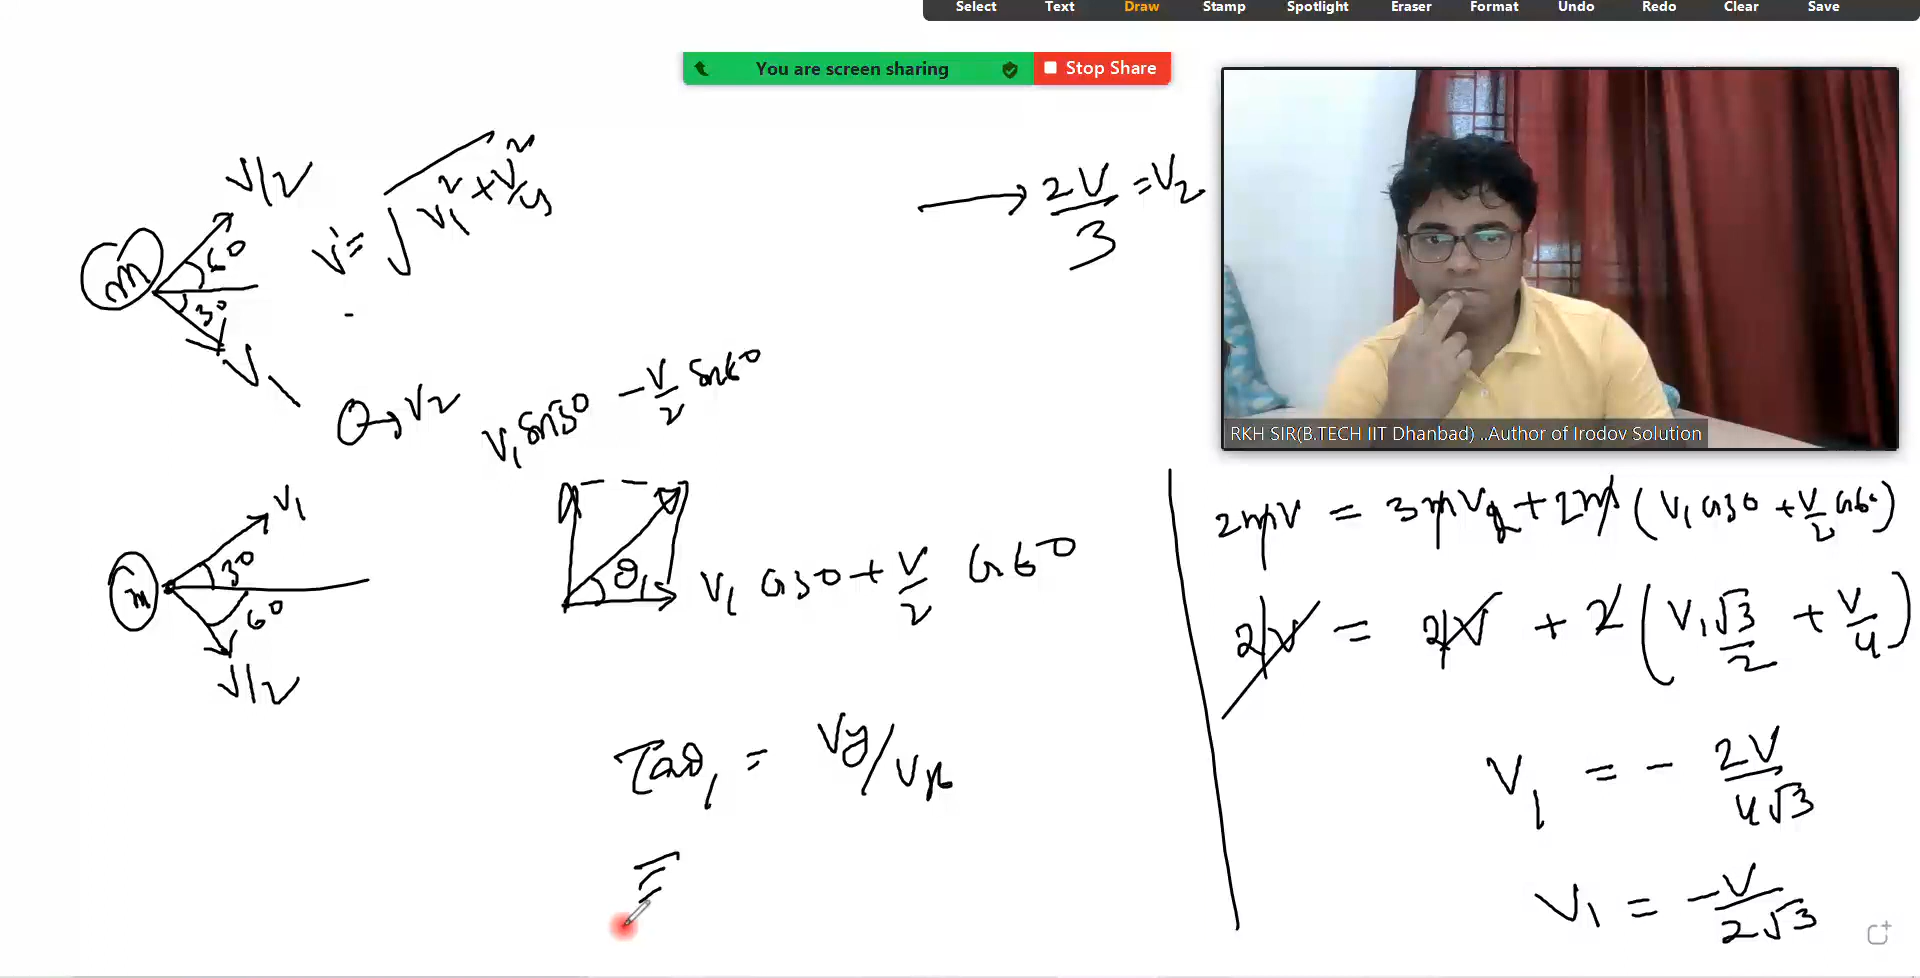 Select Text Draw Stamp Spotlight Eraser Format Undo Redo Clear Save
You are screen sharing
Stop Share
V/2
m
60
30
V1
V' = √(V1² + V²/4)
→ 2V/3 = V2
→ V2
V1 sin30 - V/2 sin60
V1
m
30
60
V/2
θ1
V1 cos30 + V/2 cos60
Tanθ1 = Vy/Vx
=
RKH SIR(B.TECH IIT Dhanbad) ..Author of Irodov Solution
2mV = 3mV2 + 2m (V1 cos30 + V/2 cos60)
2V = 2V + 2 (V1 √3/2 + V/4)
V1 = - 2V/4√3
V1 = -V/2√3